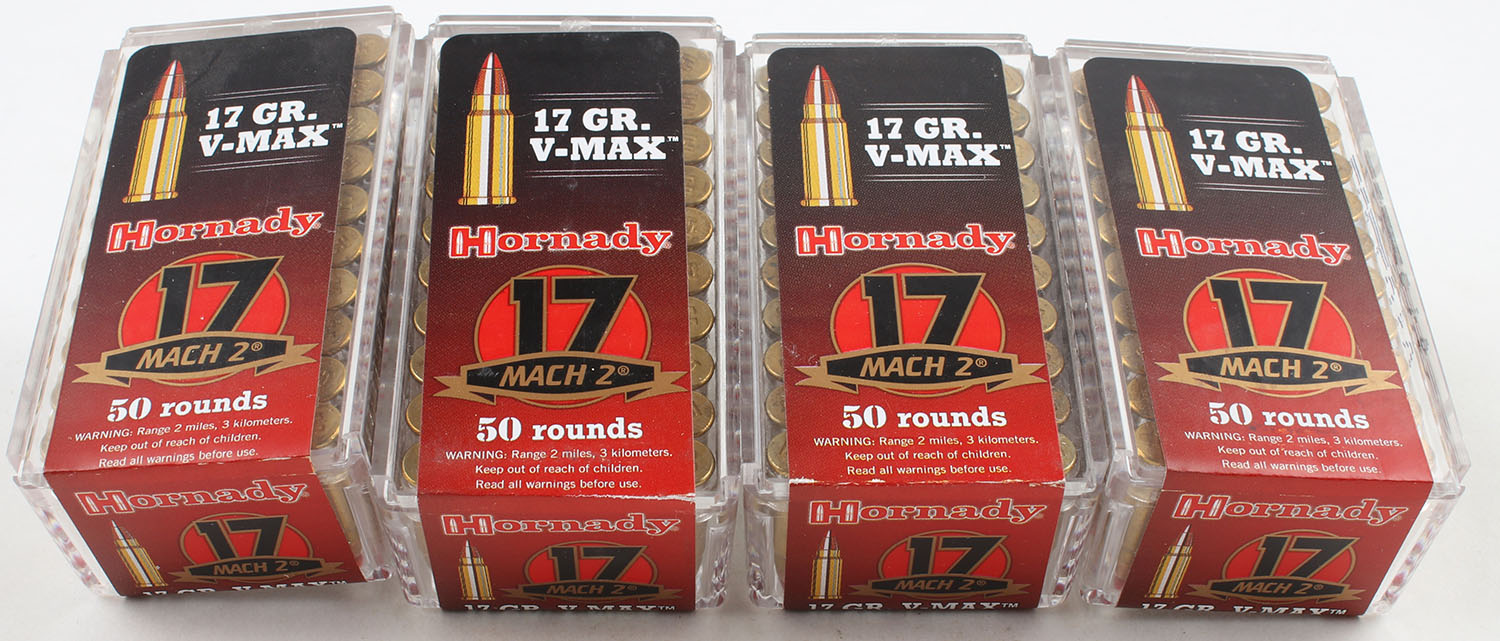 17 GR.
V-MAX™
Hornady®
17
MACH 2®
50 rounds
WARNING: Range 2 miles, 3 kilometers.
Keep out of reach of children.
Read all warnings before use.
Hornady
17
MACH 2®
17 GR. V-MAX™
17 GR.
V-MAX™
Hornady®
17
MACH 2®
50 rounds
WARNING: Range 2 miles, 3 kilometers.
Keep out of reach of children.
Read all warnings before use.
Hornady®
17
MACH 2®
17 GR. V-MAX™
17 GR.
V-MAX™
Hornady®
17
MACH 2®
50 rounds
WARNING: Range 2 miles, 3 kilometers.
Keep out of reach of children.
Read all warnings before use.
Hornady®
17
MACH 2®
17 GR. V-MAX™
17 GR.
V-MAX™
Hornady®
17
MACH 2®
50 rounds
WARNING: Range 2 miles, 3 kilometers.
Keep out of reach of children.
Read all warnings before use.
Hornady®
17
MACH 2®
17 GR. V-MAX™